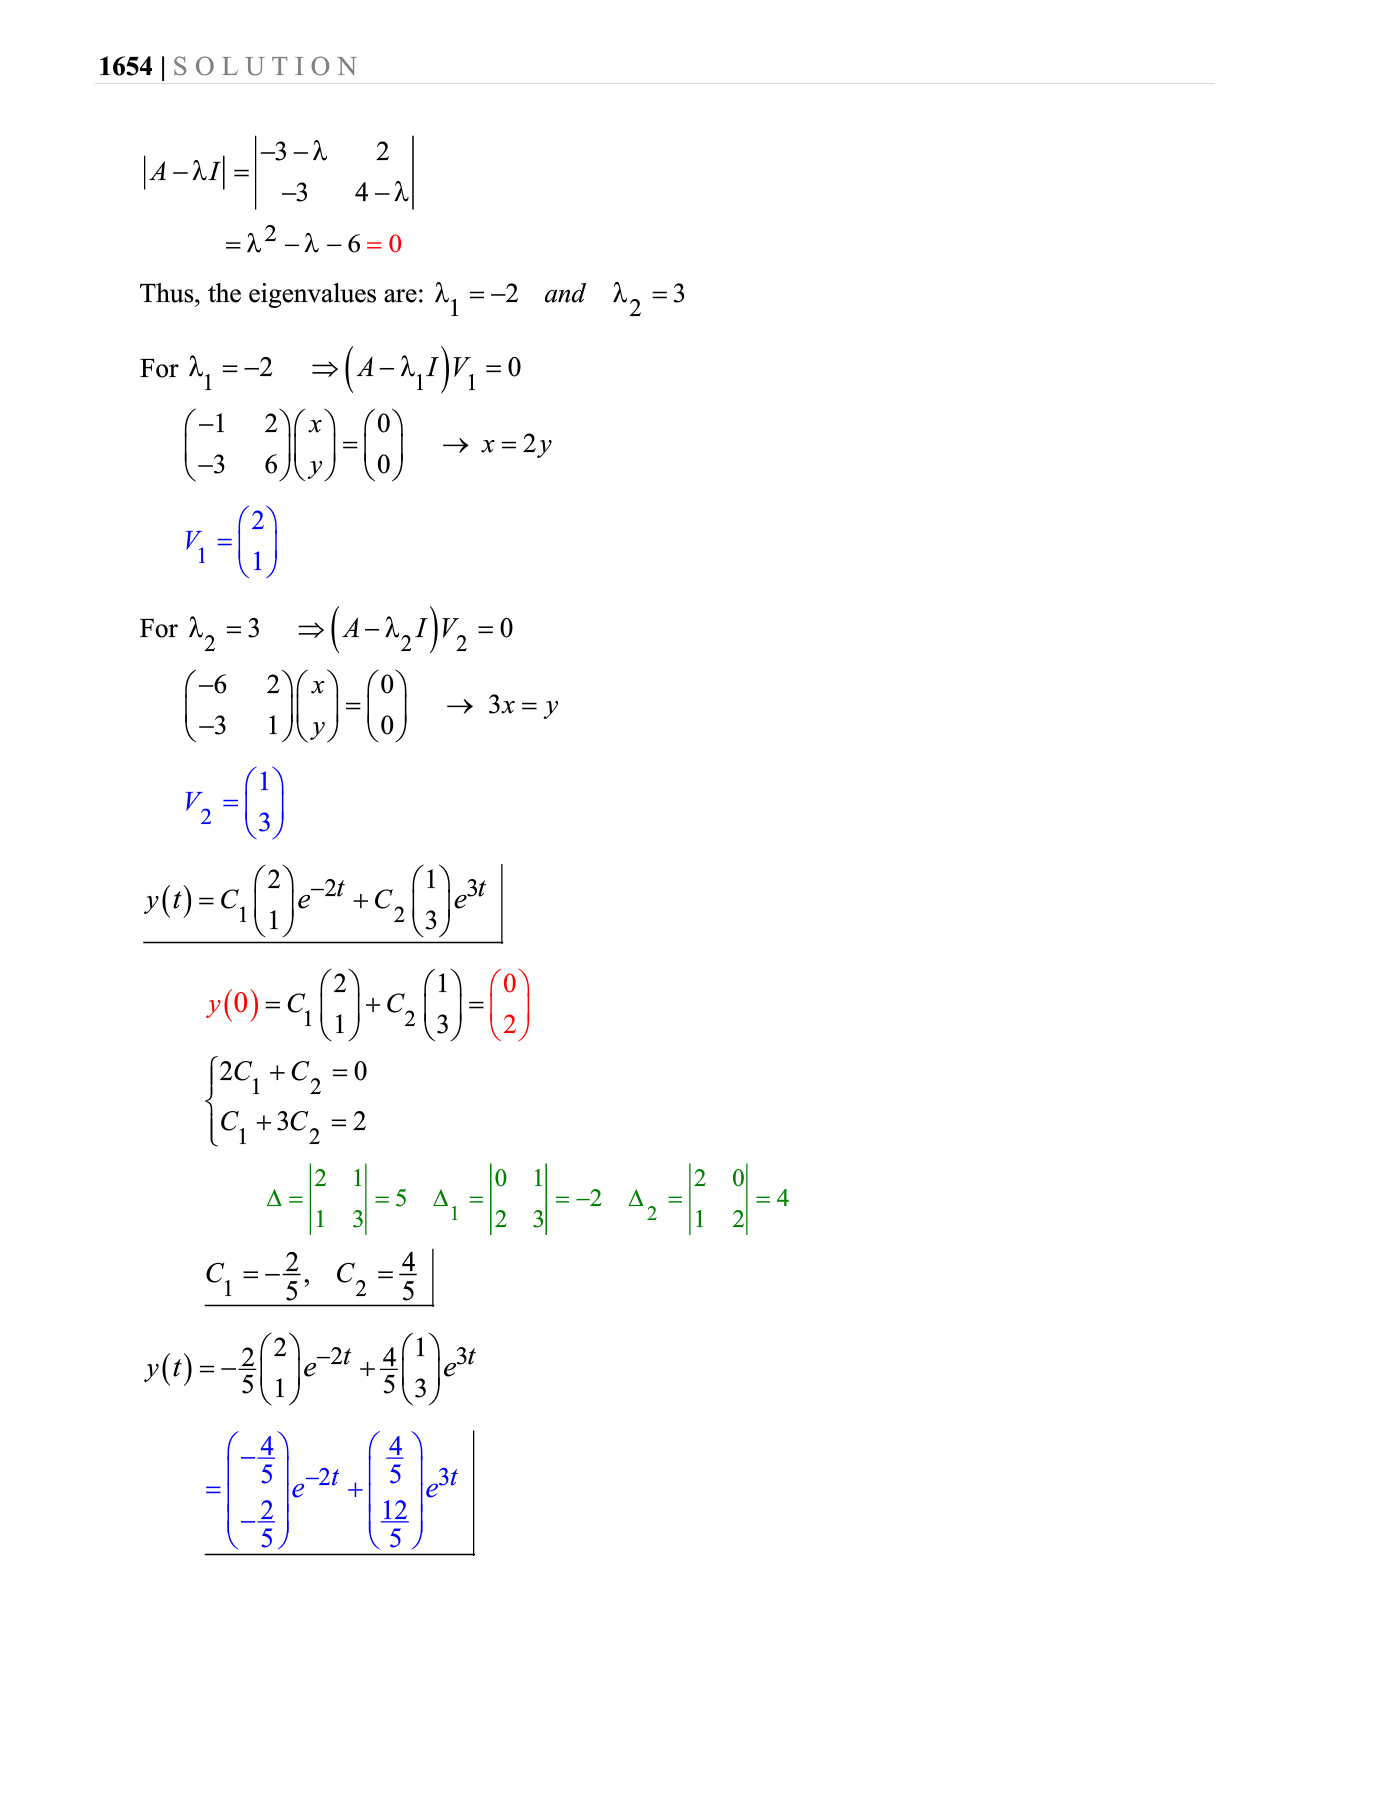 1654 | S O L U T I O N
|A − λI| = |−3 − λ  2; −3  4 − λ|
= λ² − λ − 6 = 0
Thus, the eigenvalues are: λ₁ = −2 and λ₂ = 3
For λ₁ = −2 ⇒ (A − λ₁I)V₁ = 0
(−1  2; −3  6)(x; y) = (0; 0) → x = 2y
V₁ = (2; 1)
For λ₂ = 3 ⇒ (A − λ₂I)V₂ = 0
(−6  2; −3  1)(x; y) = (0; 0) → 3x = y
V₂ = (1; 3)
y(t) = C₁(2; 1)e^{−2t} + C₂(1; 3)e^{3t}
y(0) = C₁(2; 1) + C₂(1; 3) = (0; 2)
{2C₁ + C₂ = 0
C₁ + 3C₂ = 2
Δ = |2  1; 1  3| = 5  Δ₁ = |0  1; 2  3| = −2  Δ₂ = |2  0; 1  2| = 4
C₁ = −2/5, C₂ = 4/5
y(t) = −2/5(2; 1)e^{−2t} + 4/5(1; 3)e^{3t}
= (−4/5; −2/5)e^{−2t} + (4/5; 12/5)e^{3t}